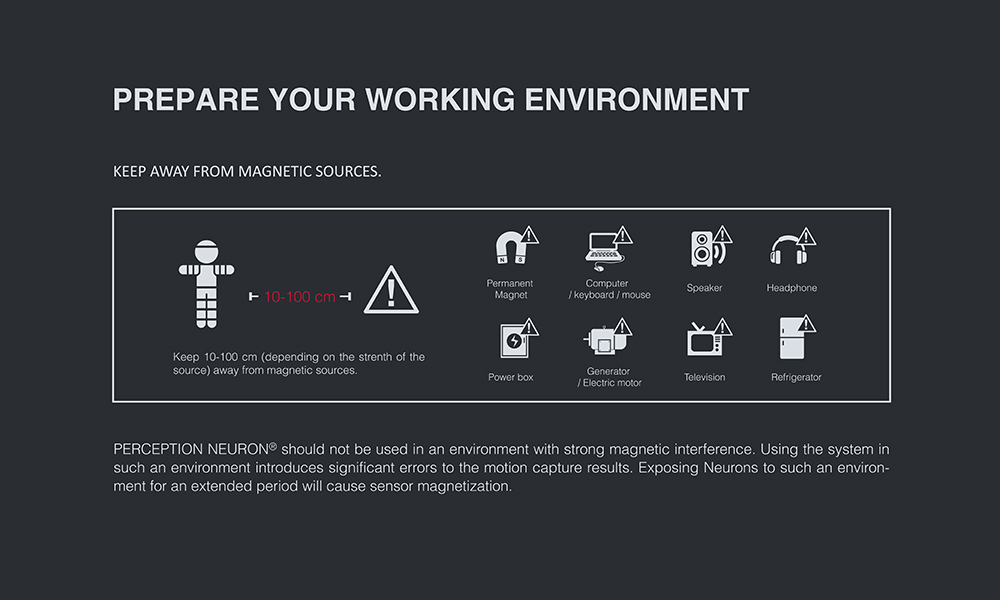 PREPARE YOUR WORKING ENVIRONMENT
KEEP AWAY FROM MAGNETIC SOURCES.
10-100 cm
Keep 10-100 cm (depending on the strenth of the
source) away from magnetic sources.
N S
Permanent
Magnet
Computer
/ keyboard / mouse
Speaker
Headphone
Power box
Generator
/ Electric motor
Television
Refrigerator
PERCEPTION NEURON® should not be used in an environment with strong magnetic interference. Using the system in
such an environment introduces significant errors to the motion capture results. Exposing Neurons to such an environ-
ment for an extended period will cause sensor magnetization.